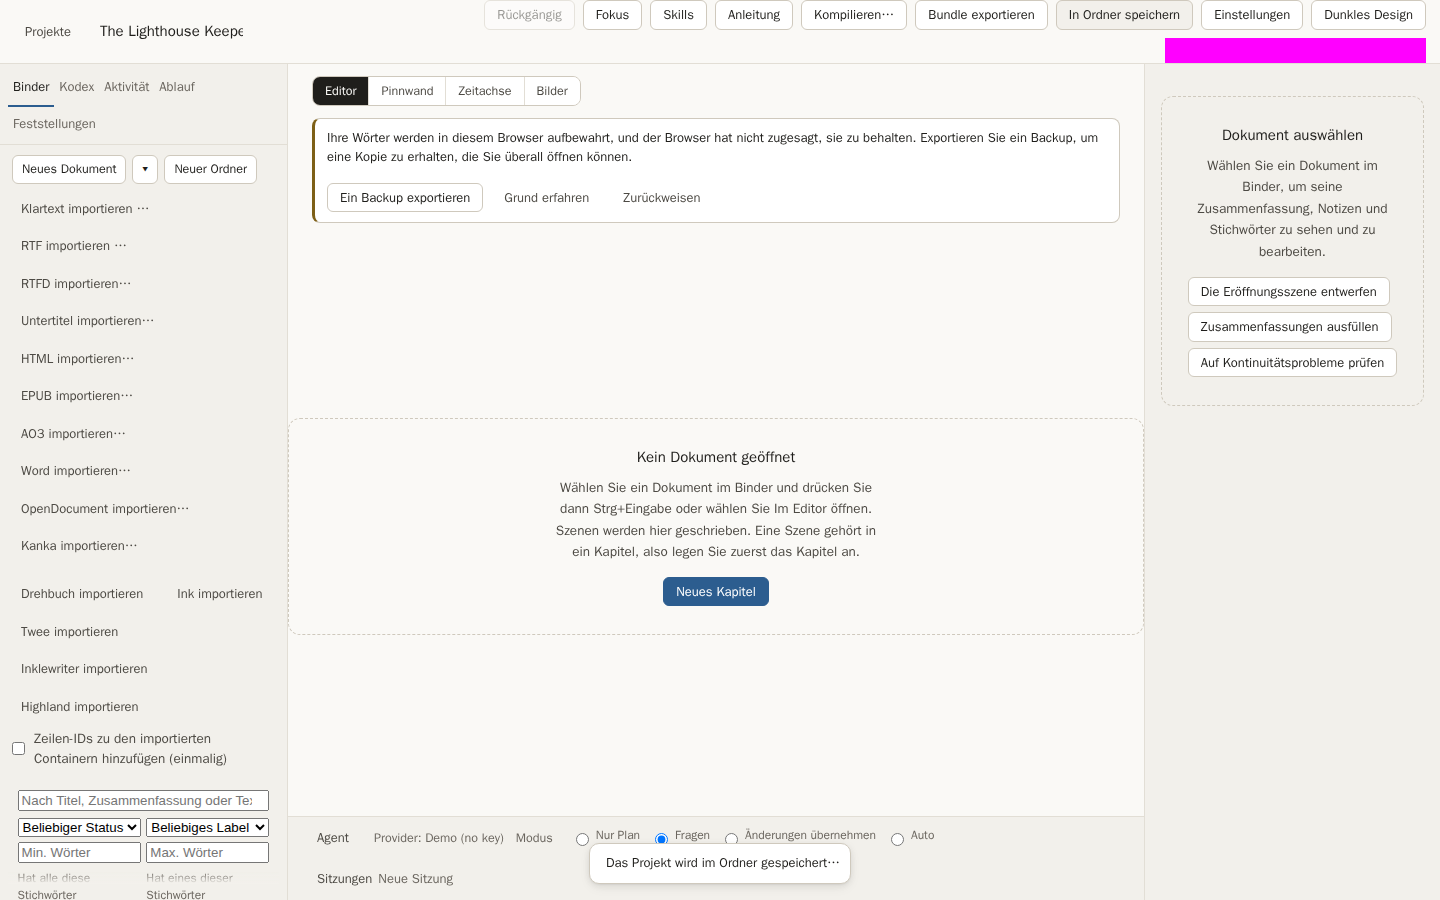 Projekte
The Lighthouse Keepe
Rückgängig
Fokus
Skills
Anleitung
Kompilieren…
Bundle exportieren
In Ordner speichern
Einstellungen
Dunkles Design
Binder Kodex Aktivität Ablauf
Feststellungen
Neues Dokument
Neuer Ordner
Klartext importieren …
RTF importieren …
RTFD importieren…
Untertitel importieren…
HTML importieren…
EPUB importieren…
AO3 importieren…
Word importieren…
OpenDocument importieren…
Kanka importieren…
Drehbuch importieren
Ink importieren
Twee importieren
Inklewriter importieren
Highland importieren
Zeilen-IDs zu den importierten
Containern hinzufügen (einmalig)
Nach Titel, Zusammenfassung oder Te
Beliebiger Status
Beliebiges Label
Min. Wörter
Max. Wörter
Hat alle diese
Stichwörter
Hat eines dieser
Stichwörter
Editor
Pinnwand
Zeitachse
Bilder
Ihre Wörter werden in diesem Browser aufbewahrt, und der Browser hat nicht zugesagt, sie zu behalten. Exportieren Sie ein Backup, um
eine Kopie zu erhalten, die Sie überall öffnen können.
Ein Backup exportieren
Grund erfahren
Zurückweisen
Kein Dokument geöffnet
Wählen Sie ein Dokument im Binder und drücken Sie
dann Strg+Eingabe oder wählen Sie Im Editor öffnen.
Szenen werden hier geschrieben. Eine Szene gehört in
ein Kapitel, also legen Sie zuerst das Kapitel an.
Neues Kapitel
Agent
Provider: Demo (no key)
Modus
Nur Plan
Fragen
Änderungen übernehmen
Auto
Das Projekt wird im Ordner gespeichert…
Sitzungen
Neue Sitzung
Dokument auswählen
Wählen Sie ein Dokument im
Binder, um seine
Zusammenfassung, Notizen und
Stichwörter zu sehen und zu
bearbeiten.
Die Eröffnungsszene entwerfen
Zusammenfassungen ausfüllen
Auf Kontinuitätsprobleme prüfen